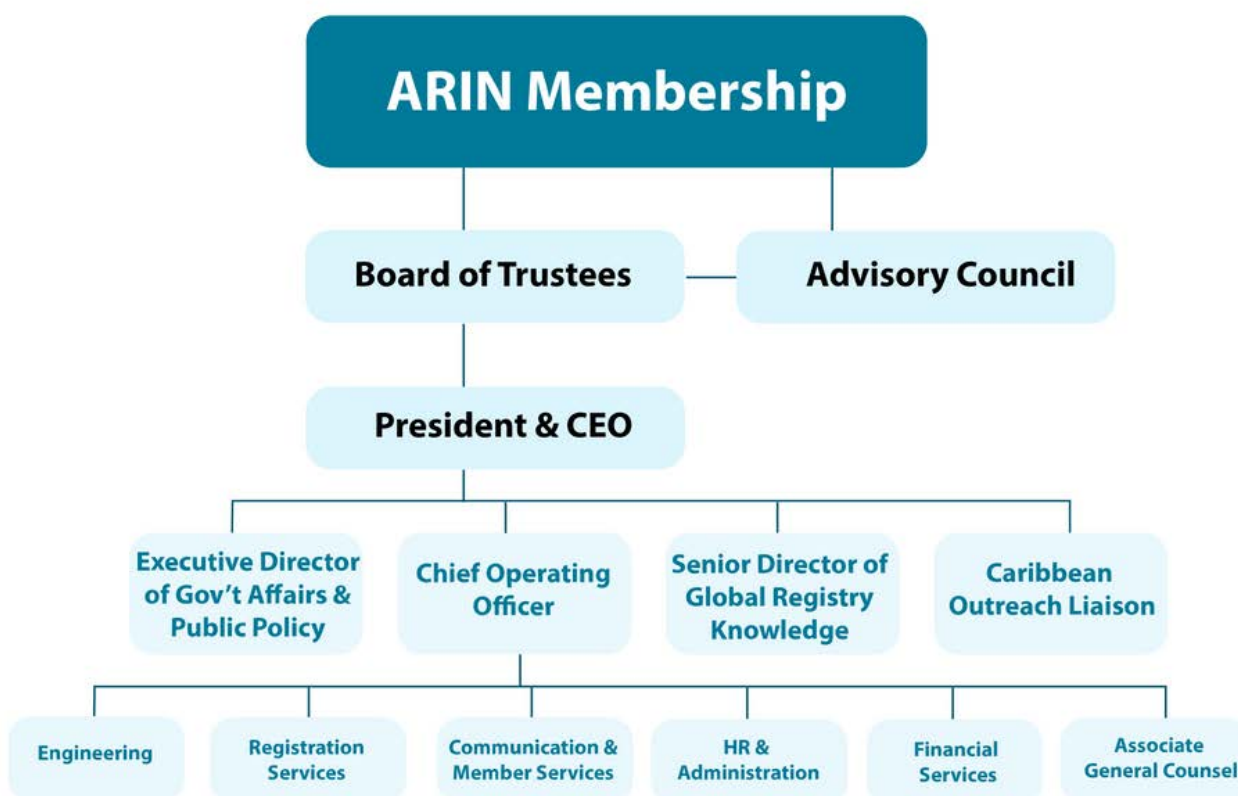 ARIN Membership
Board of Trustees
Advisory Council
President & CEO
Executive Director
of Gov’t Affairs &
Public Policy
Chief Operating
Officer
Senior Director of
Global Registry
Knowledge
Caribbean
Outreach Liaison
Engineering
Registration
Services
Communication &
Member Services
HR &
Administration
Financial
Services
Associate
General Counsel